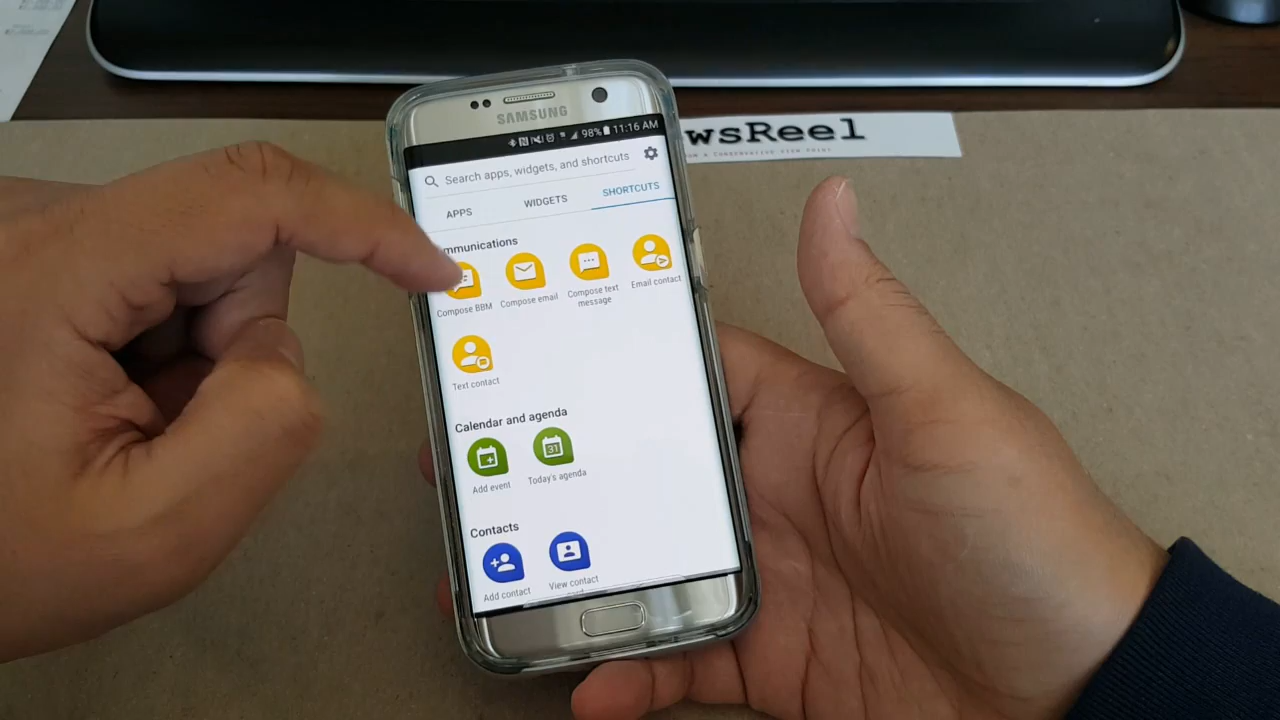 wsReel
SAMSUNG
98% 11:16 AM
Search apps, widgets, and shortcuts
APPS WIDGETS SHORTCUTS
mmunications
Compose BBM
Compose email
Compose text
message
Email contact
Text contact
Calendar and agenda
31
Add event
Today's agenda
Contacts
Add contact
View contact